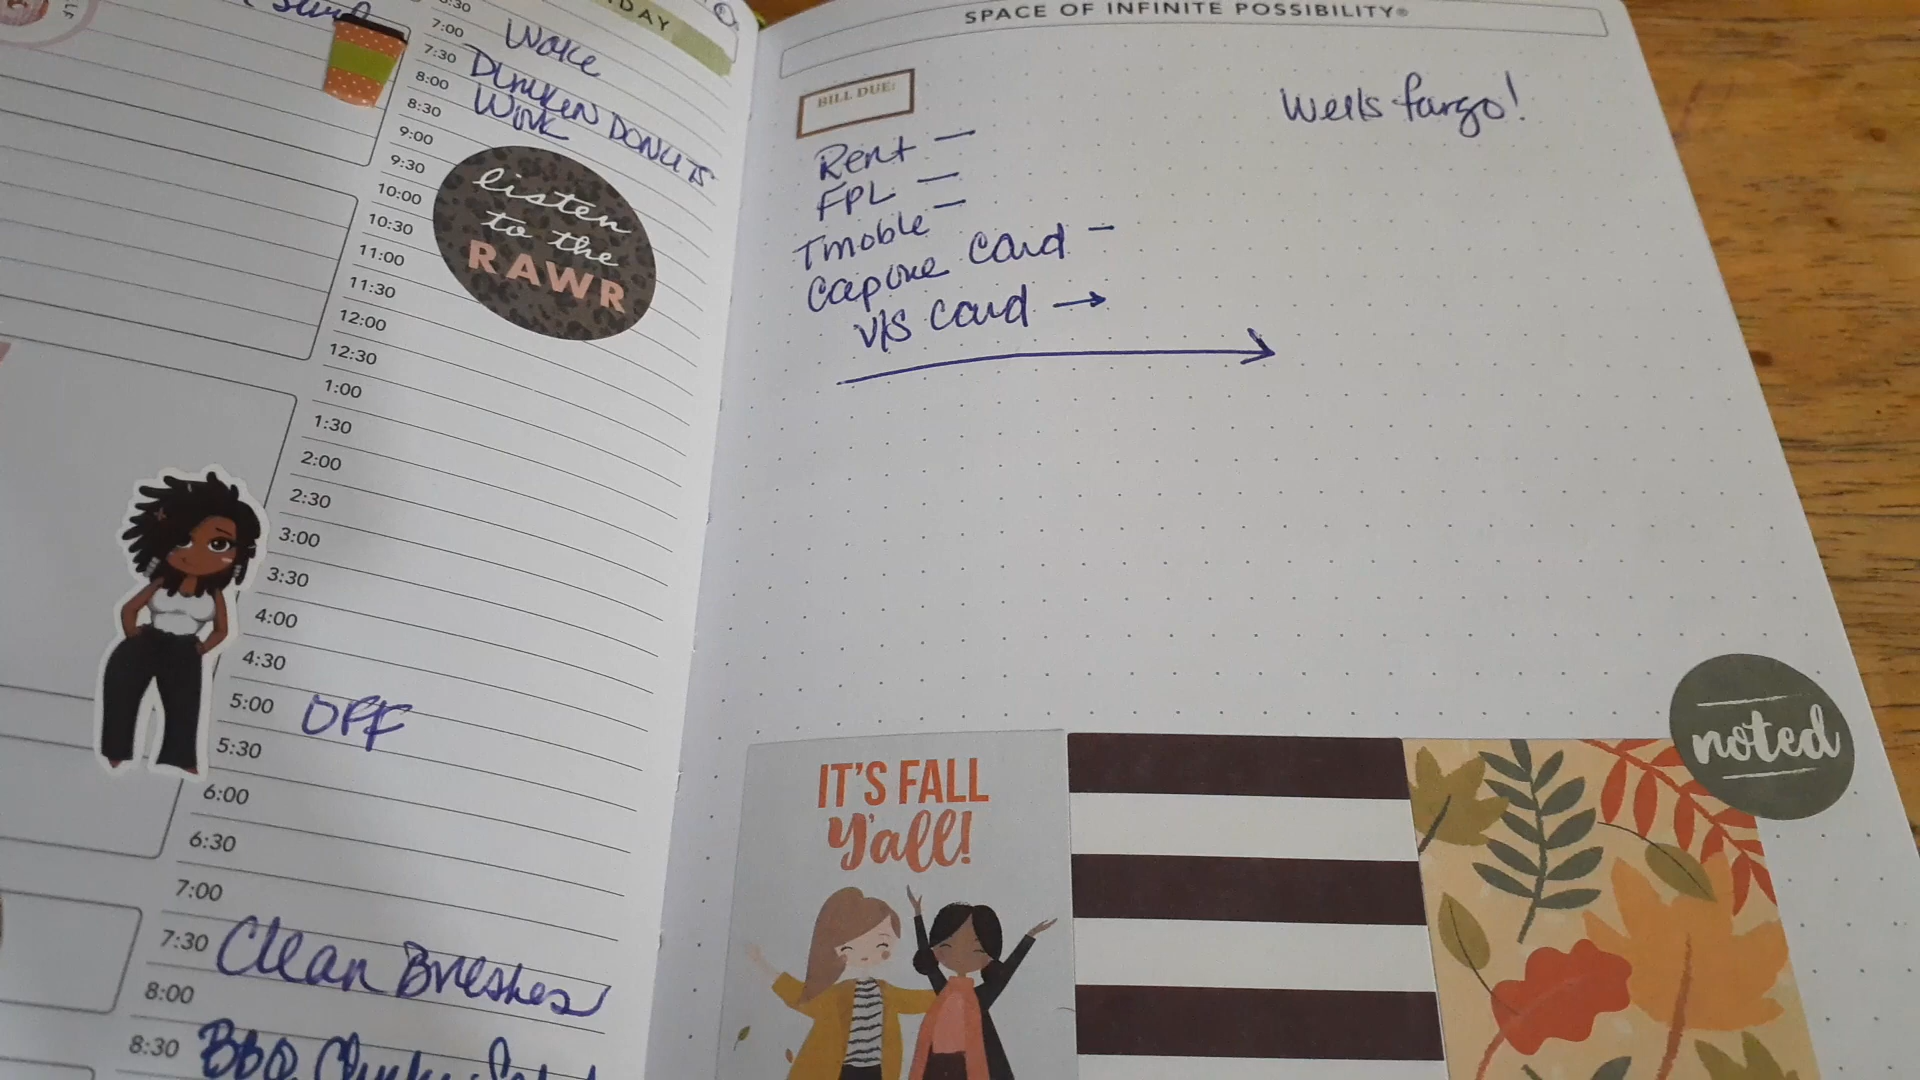 DAY
:30
7:00 Wake
7:30 DUNKEN DONUTS
8:00 Work
8:30
9:00
9:30
10:00
10:30
11:00
11:30
12:00
12:30
1:00
1:30
2:00
2:30
3:00
3:30
4:00
4:30
5:00 OFF
5:30
6:00
6:30
7:00
7:30 Clean Brushes
8:00
8:30 BBQ
listen
to the
RAWR
SPACE OF INFINITE POSSIBILITY®
BILL DUE:
Wells fargo!
Rent —
FPL —
Tmoble —
Capone Card –
V/S Card →
noted
IT'S FALL
Y'all!